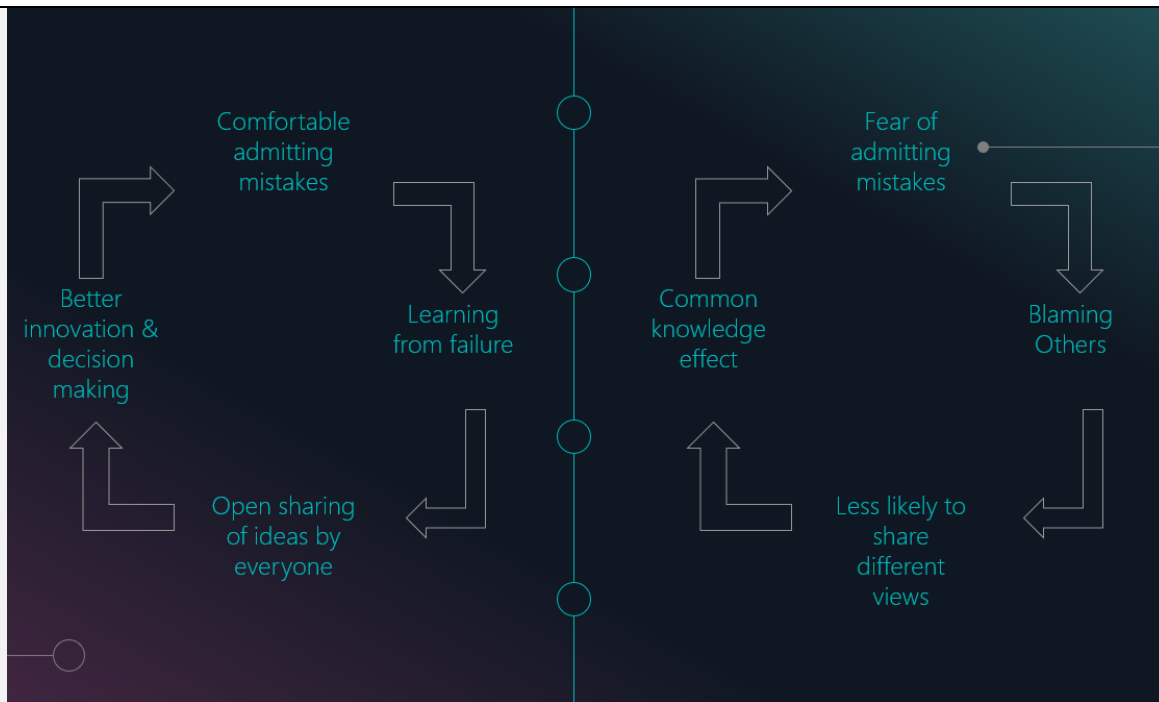 Comfortable
admitting
mistakes
Learning
from failure
Open sharing
of ideas by
everyone
Better
innovation &
decision
making
Fear of
admitting
mistakes
Blaming
Others
Less likely to
share
different
views
Common
knowledge
effect